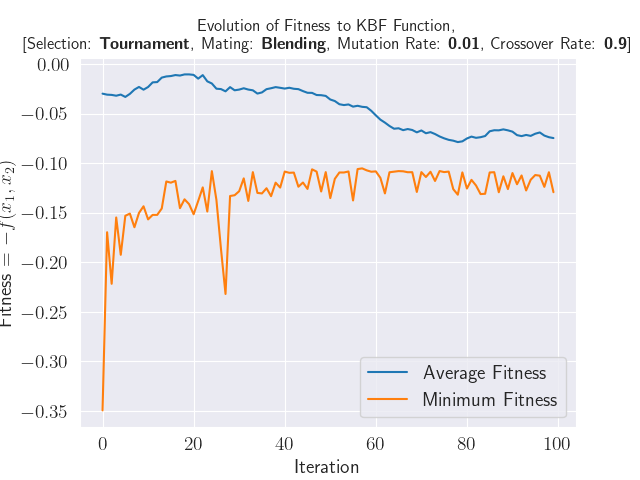 Evolution of Fitness to KBF Function,
[Selection: Tournament, Mating: Blending, Mutation Rate: 0.01, Crossover Rate: 0.9]
0.00
−0.05
−0.10
−0.15
−0.20
−0.25
−0.30
−0.35
Fitness = −f(x₁, x₂)
0
20
40
60
80
100
Iteration
Average Fitness
Minimum Fitness